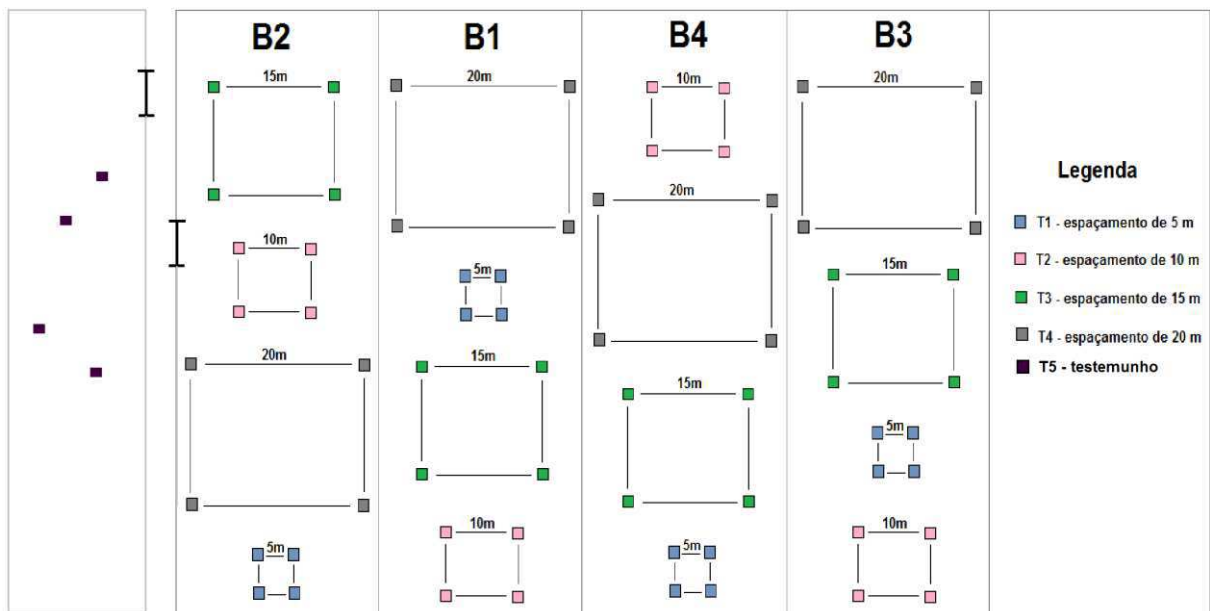 B2
15m
10m
20m
5m
B1
20m
5m
15m
10m
B4
10m
20m
15m
5m
B3
20m
15m
5m
10m
Legenda
T1 - espaçamento de 5 m
T2 - espaçamento de 10 m
T3 - espaçamento de 15 m
T4 - espaçamento de 20 m
T5 - testemunho